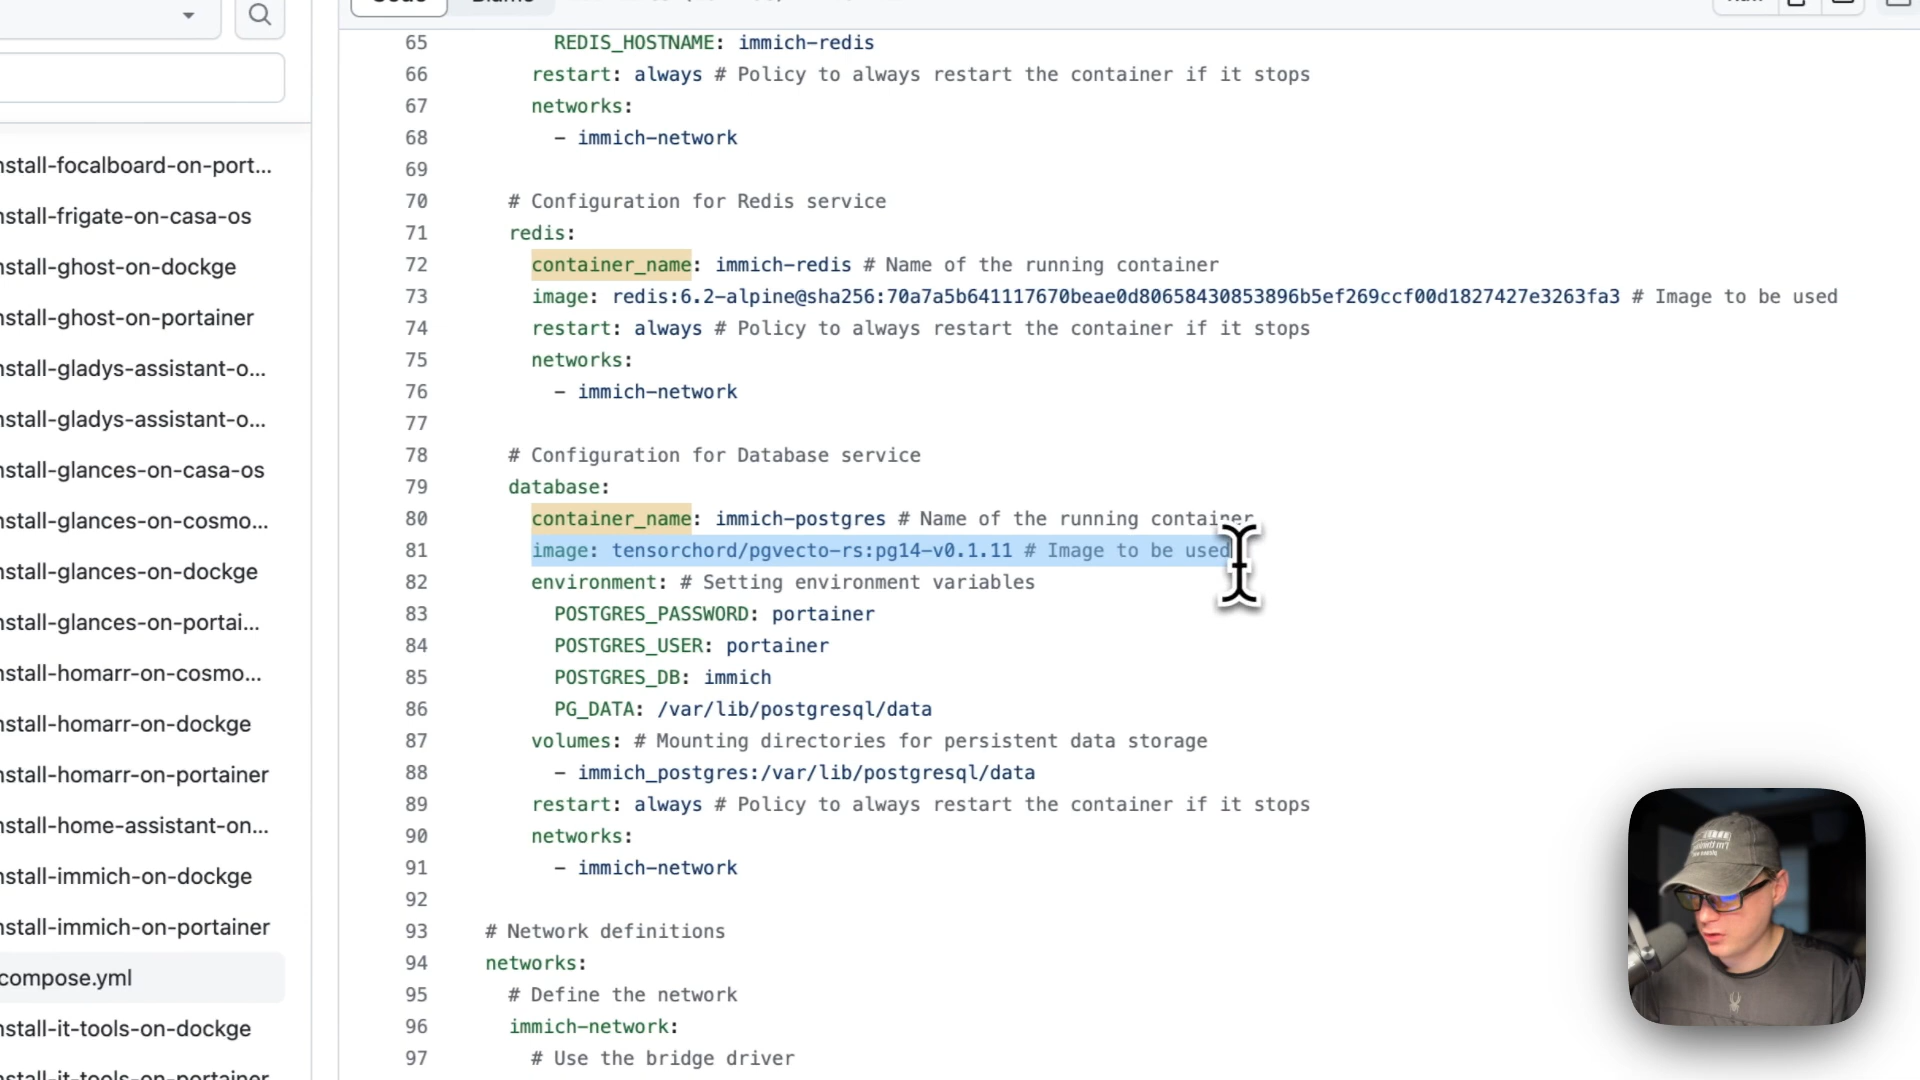 65 REDIS_HOSTNAME: immich-redis
66 restart: always # Policy to always restart the container if it stops
67 networks:
68 - immich-network
69
70 # Configuration for Redis service
71 redis:
72 container_name: immich-redis # Name of the running container
73 image: redis:6.2-alpine@sha256:70a7a5b641117670beae0d80658430853896b5ef269ccf00d1827427e3263fa3 # Image to be used
74 restart: always # Policy to always restart the container if it stops
75 networks:
76 - immich-network
77
78 # Configuration for Database service
79 database:
80 container_name: immich-postgres # Name of the running container
81 image: tensorchord/pgvecto-rs:pg14-v0.1.11 # Image to be used
82 environment: # Setting environment variables
83 POSTGRES_PASSWORD: portainer
84 POSTGRES_USER: portainer
85 POSTGRES_DB: immich
86 PG_DATA: /var/lib/postgresql/data
87 volumes: # Mounting directories for persistent data storage
88 - immich_postgres:/var/lib/postgresql/data
89 restart: always # Policy to always restart the container if it stops
90 networks:
91 - immich-network
92
93 # Network definitions
94 networks:
95 # Define the network
96 immich-network:
97 # Use the bridge driver
nstall-focalboard-on-port...
nstall-frigate-on-casa-os
nstall-ghost-on-dockge
nstall-ghost-on-portainer
nstall-gladys-assistant-o...
nstall-gladys-assistant-o...
nstall-glances-on-casa-os
nstall-glances-on-cosmo...
nstall-glances-on-dockge
nstall-glances-on-portai...
nstall-homarr-on-cosmo...
nstall-homarr-on-dockge
nstall-homarr-on-portainer
nstall-home-assistant-on...
nstall-immich-on-dockge
nstall-immich-on-portainer
compose.yml
nstall-it-tools-on-dockge
nstall-it-tools-on-portainer